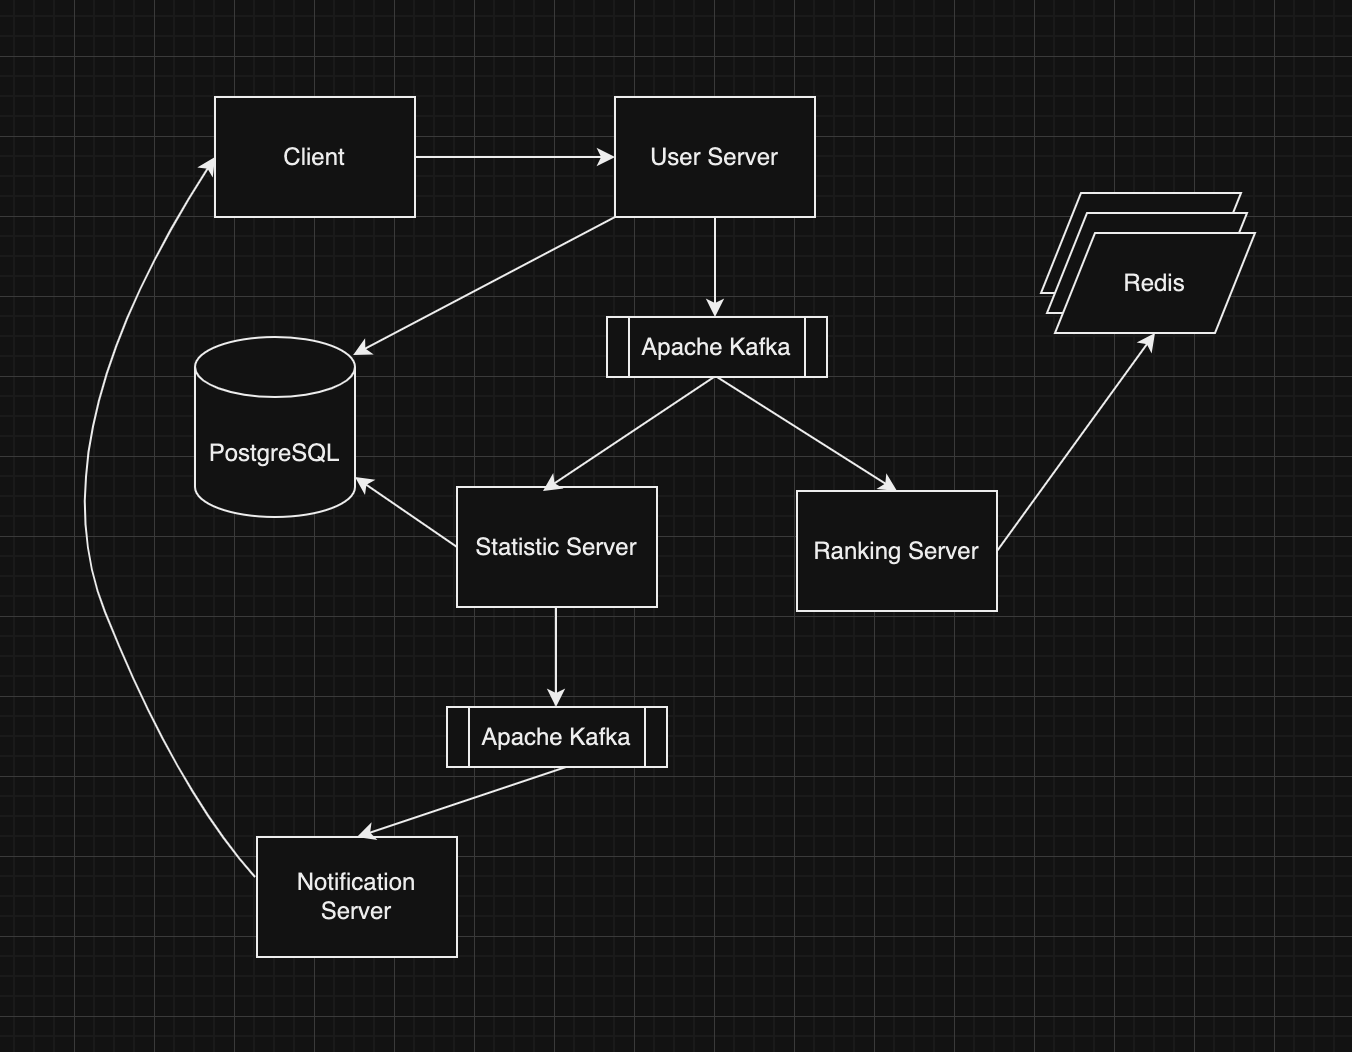 Client
User Server
Redis
Apache Kafka
PostgreSQL
Statistic Server
Ranking Server
Apache Kafka
Notification
Server